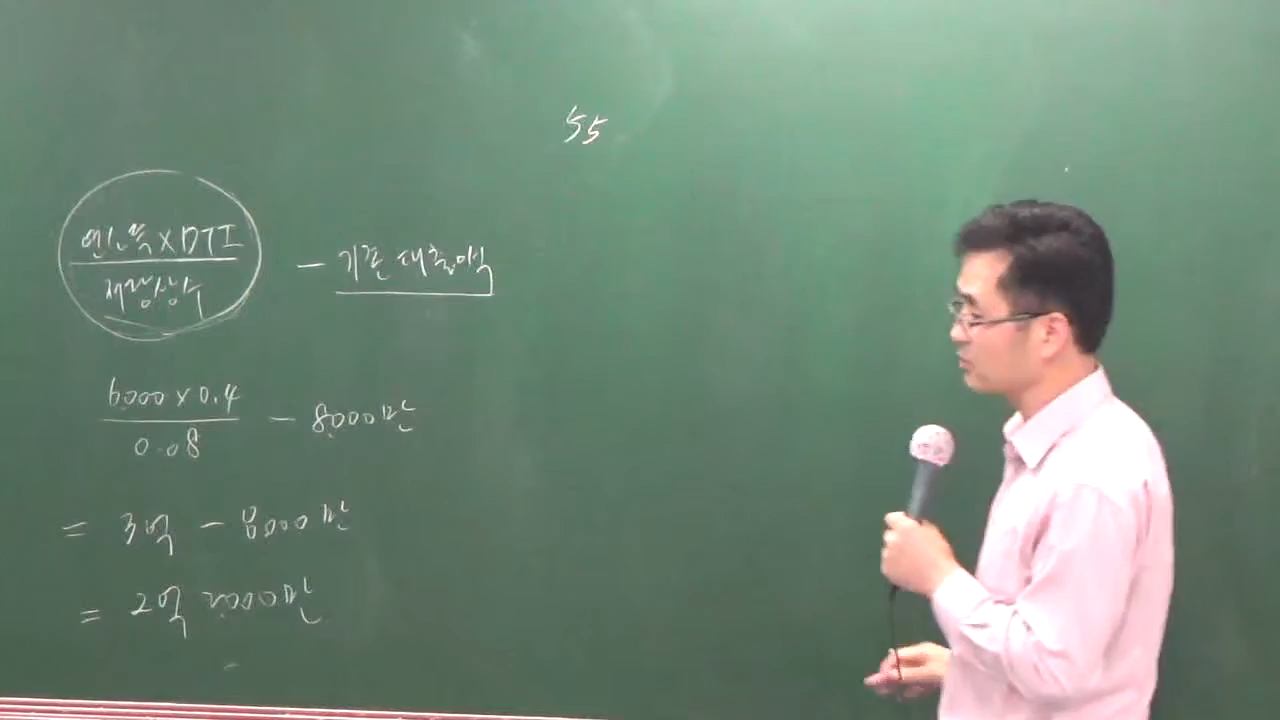 55
연소득 X DTI
저당상수
- 기존대출액
6000 x 0.4
0.08
- 8000만
= 3억 - 8000만
= 2억 2000만